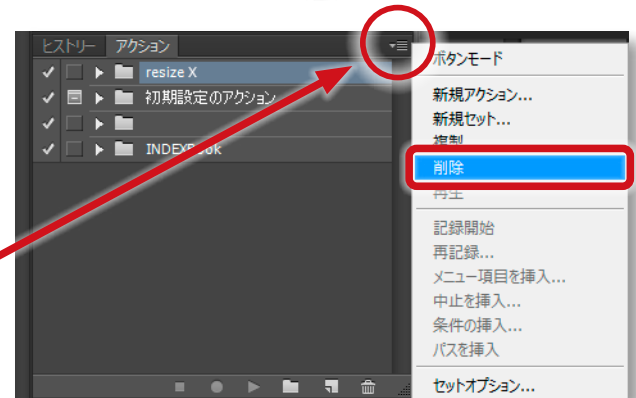 ヒストリー アクション
resize X
初期設定のアクション
INDEXBook
ボタンモード
新規アクション...
新規セット...
複製
削除
再生
記録開始
再記録...
メニュー項目を挿入...
中止を挿入...
条件の挿入...
パスを挿入
セットオプション...